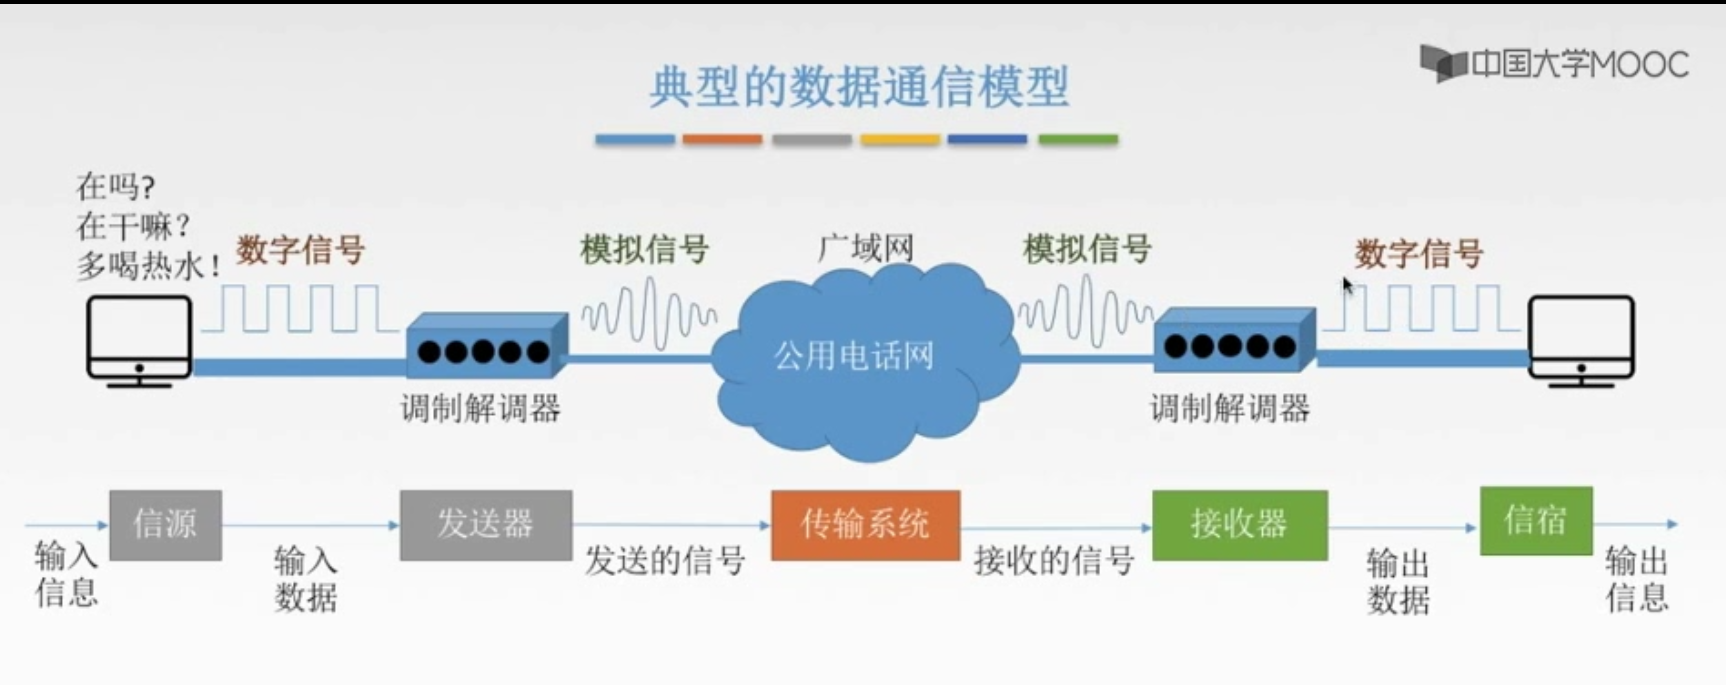 中国大学MOOC
典型的数据通信模型
在吗?
在干嘛？
多喝热水！
数字信号
模拟信号
广域网
模拟信号
数字信号
公用电话网
调制解调器
调制解调器
信源
发送器
传输系统
接收器
信宿
输入
信息
输入
数据
发送的信号
接收的信号
输出
数据
输出
信息